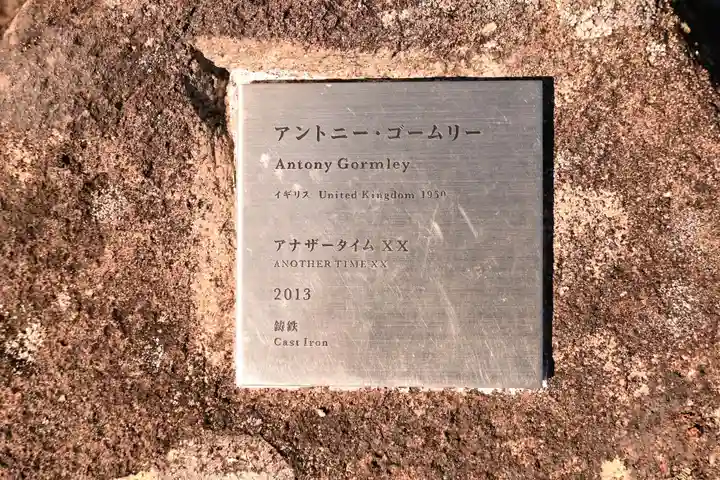 アントニー・ゴームリー
Antony Gormley
イギリス United Kingdom 1950
アナザータイム XX
ANOTHER TIME XX
2013
鋳鉄
Cast Iron